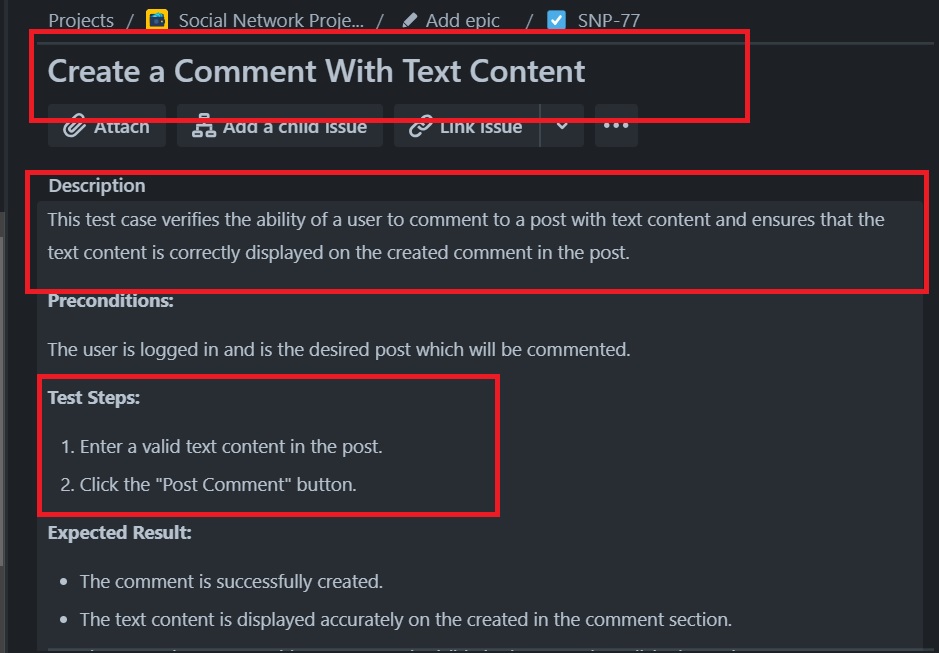 Projects / Social Network Proje... / Add epic / SNP-77
Create a Comment With Text Content
Attach Add a child issue Link issue
Description
This test case verifies the ability of a user to comment to a post with text content and ensures that the
text content is correctly displayed on the created comment in the post.
Preconditions:
The user is logged in and is the desired post which will be commented.
Test Steps:
1. Enter a valid text content in the post.
2. Click the "Post Comment" button.
Expected Result:
• The comment is successfully created.
• The text content is displayed accurately on the created in the comment section.